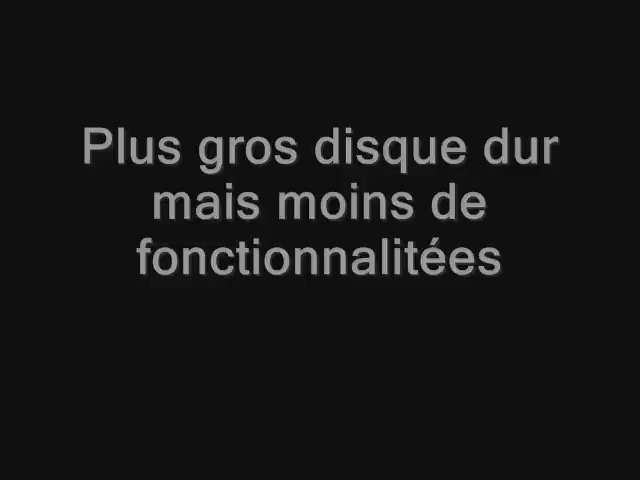 Plus gros disque dur
mais moins de
fonctionnalitées